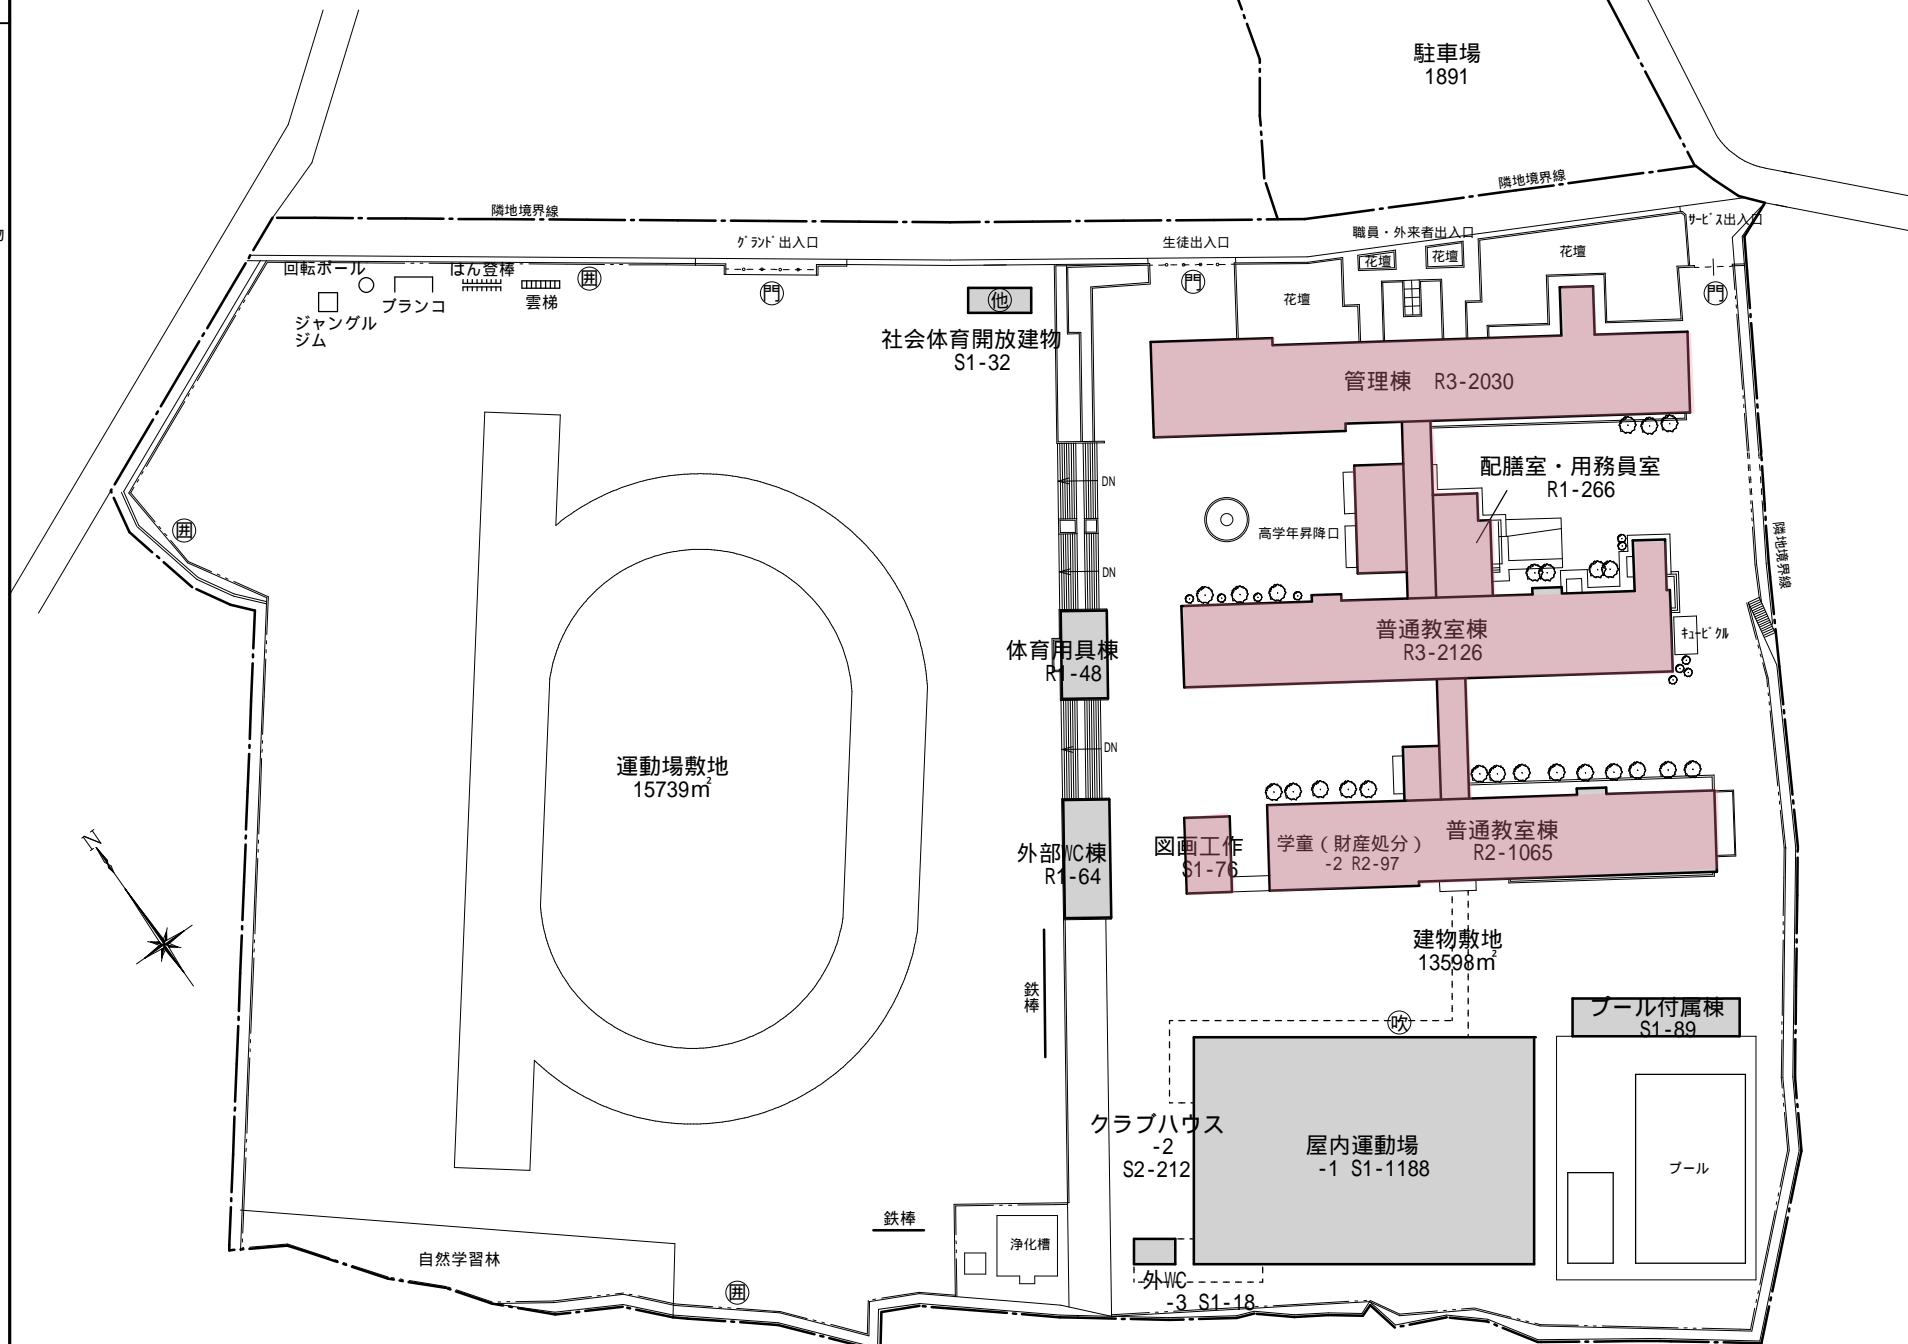 駐車場
1891
隣地境界線
隣地境界線
サービス出入口
グランド出入口
生徒出入口
職員・外来者出入口
花壇
花壇
花壇
花壇
回転ポール
はん登棒
囲
門
門
門
ブランコ
雲梯
ジャングル
ジム
他
社会体育開放建物
S1-32
管理棟 R3-2030
配膳室・用務員室
R1-266
DN
囲
高学年昇降口
隣地境界線
DN
普通教室棟
R3-2126
キュービクル
体育用具棟
R1-48
DN
運動場敷地
15739㎡
N
外部WC棟
R1-64
図画工作
S1-76
学童（財産処分）
-2 R2-97
普通教室棟
R2-1065
建物敷地
13598㎡
鉄棒
吹
プール付属棟
S1-89
クラブハウス
-2
S2-212
屋内運動場
-1 S1-1188
プール
鉄棒
浄化槽
自然学習林
囲
外WC
-3 S1-18